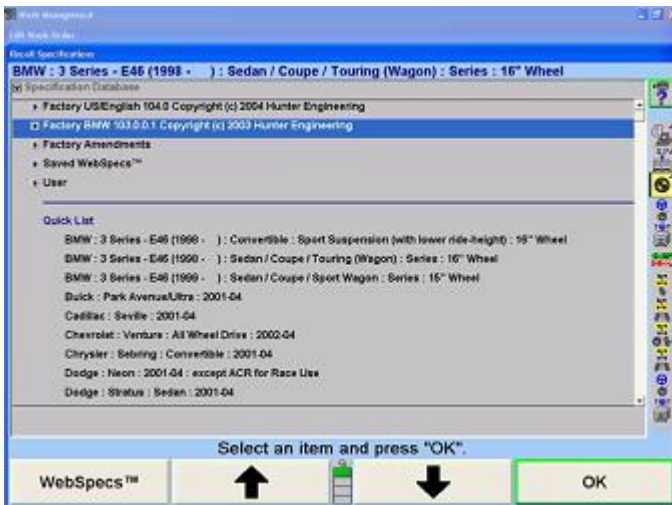 Work Management
Edit Work Order
Recall Specifications
BMW : 3 Series - E46 (1998 - ) : Sedan / Coupe / Touring (Wagon) : Series : 16" Wheel
Specification Database
Factory US/English 104.0 Copyright (c) 2004 Hunter Engineering
Factory BMW 103.0.0.1 Copyright (c) 2003 Hunter Engineering
Factory Amendments
Saved WebSpecs™
User
Quick List
BMW : 3 Series - E46 (1998 - ) : Convertible : Sport Suspension (with lower ride-height) : 16" Wheel
BMW : 3 Series - E46 (1998 - ) : Sedan / Coupe / Touring (Wagon) : Series : 16" Wheel
BMW : 3 Series - E46 (1998 - ) : Sedan / Coupe / Sport Wagon : Series : 15" Wheel
Buick : Park Avenue/Ultra : 2001-04
Cadillac : Seville : 2001-04
Chevrolet : Venture : All Wheel Drive : 2002-04
Chrysler : Sebring : Convertible : 2001-04
Dodge : Neon : 2001-04 : except ACR for Race Use
Dodge : Stratus : Sedan : 2001-04
Select an item and press "OK".
WebSpecs™
OK